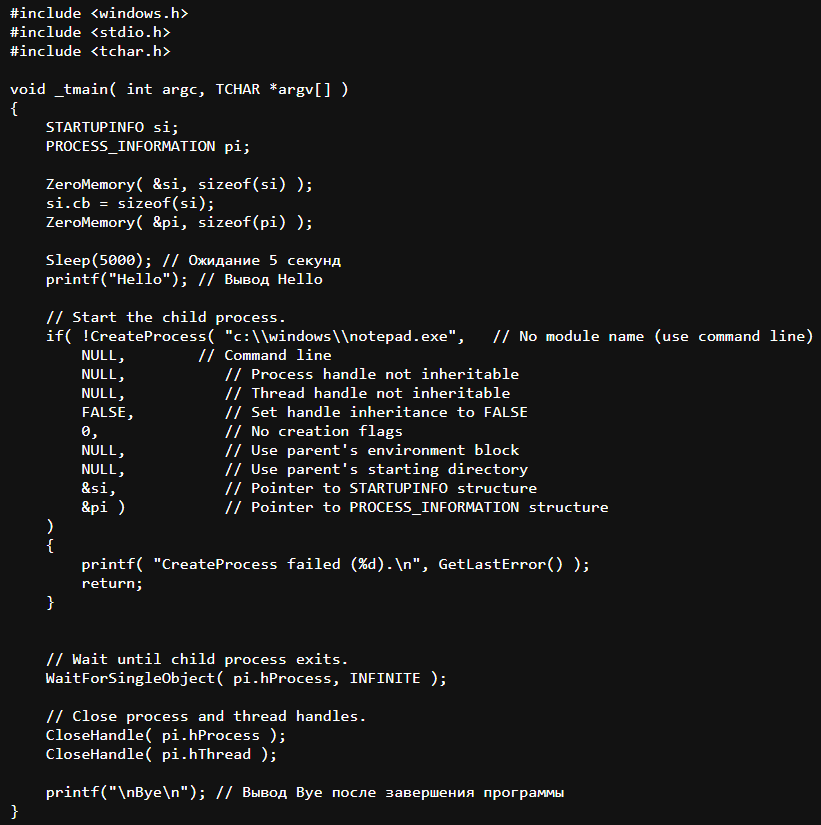 #include <windows.h>
#include <stdio.h>
#include <tchar.h>

void _tmain( int argc, TCHAR *argv[] )
{
    STARTUPINFO si;
    PROCESS_INFORMATION pi;

    ZeroMemory( &si, sizeof(si) );
    si.cb = sizeof(si);
    ZeroMemory( &pi, sizeof(pi) );

    Sleep(5000); // Ожидание 5 секунд
    printf("Hello"); // Вывод Hello

    // Start the child process.
    if( !CreateProcess( "c:\\windows\\notepad.exe",   // No module name (use command line)
        NULL,        // Command line
        NULL,           // Process handle not inheritable
        NULL,           // Thread handle not inheritable
        FALSE,          // Set handle inheritance to FALSE
        0,              // No creation flags
        NULL,           // Use parent's environment block
        NULL,           // Use parent's starting directory
        &si,            // Pointer to STARTUPINFO structure
        &pi )           // Pointer to PROCESS_INFORMATION structure
    )
    {
        printf( "CreateProcess failed (%d).\n", GetLastError() );
        return;
    }


    // Wait until child process exits.
    WaitForSingleObject( pi.hProcess, INFINITE );

    // Close process and thread handles.
    CloseHandle( pi.hProcess );
    CloseHandle( pi.hThread );

    printf("\nBye\n"); // Вывод Bye после завершения программы
}